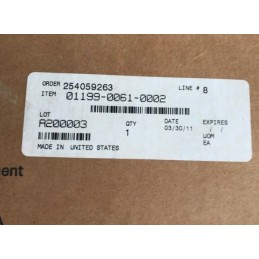 ORDER 254059263 LINE # 8
ITEM 01199-0061-0002
LOT QTY DATE EXPIRES
A200003 1 03/30/11 / / UOM
EA
MADE IN UNITED STATES
ent